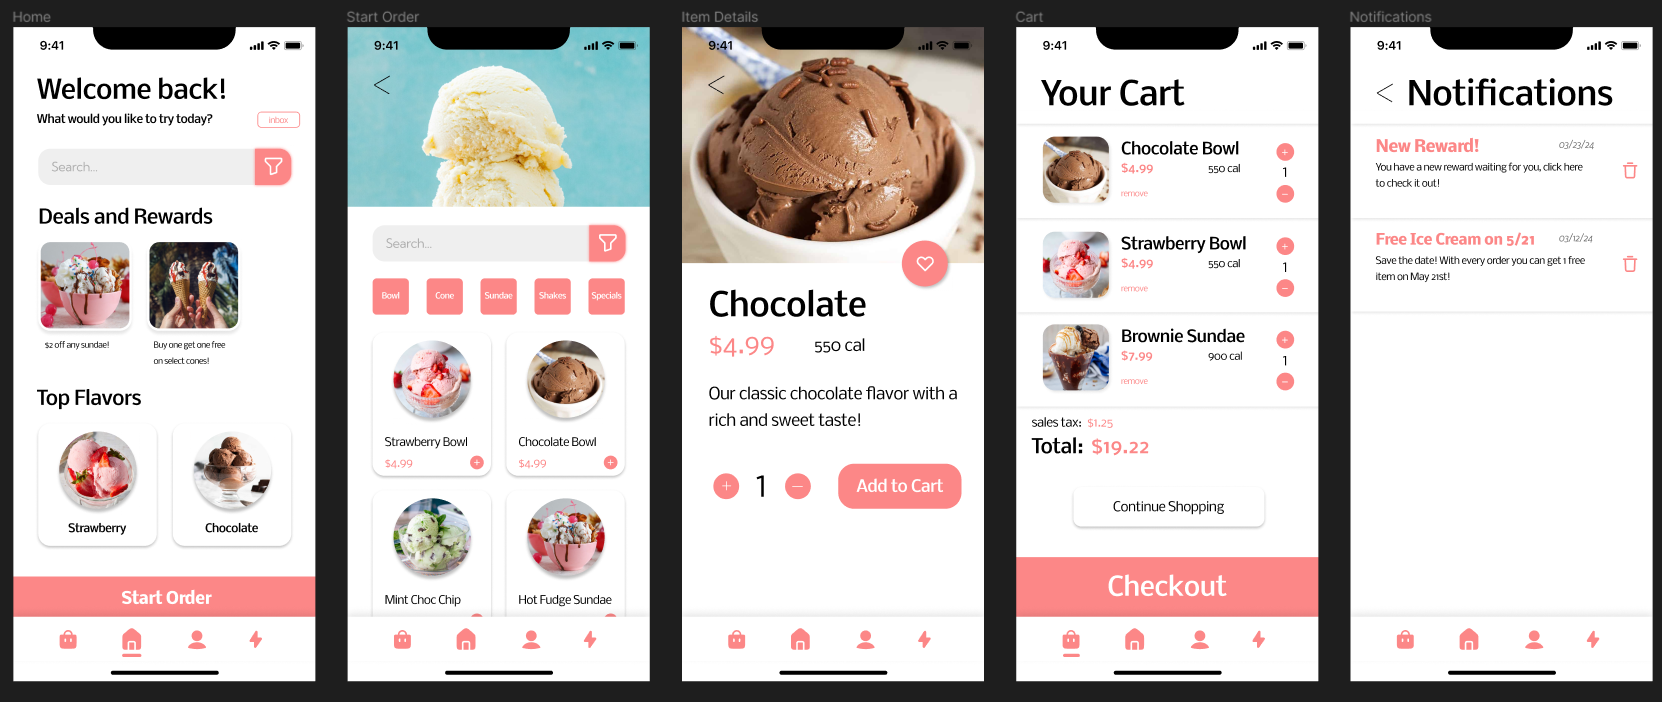 Home
9:41
Welcome back!
What would you like to try today?
inbox
Search...
Deals and Rewards
$2 off any sundae!
Buy one get one free
on select cones!
Top Flavors
Strawberry
Chocolate
Start Order
Start Order
9:41
Search...
Bowl
Cone
Sundae
Shakes
Specials
Strawberry Bowl
$4.99
Chocolate Bowl
$4.99
Mint Choc Chip
Hot Fudge Sundae
Item Details
9:41
Chocolate
$4.99
550 cal
Our classic chocolate flavor with a
rich and sweet taste!
1
Add to Cart
Cart
9:41
Your Cart
Chocolate Bowl
$4.99
550 cal
remove
1
Strawberry Bowl
$4.99
550 cal
remove
1
Brownie Sundae
$7.99
900 cal
remove
1
sales tax: $1.25
Total: $19.22
Continue Shopping
Checkout
Notifications
9:41
Notifications
New Reward!
03/23/24
You have a new reward waiting for you, click here
to check it out!
Free Ice Cream on 5/21
03/12/24
Save the date! With every order you can get 1 free
item on May 21st!